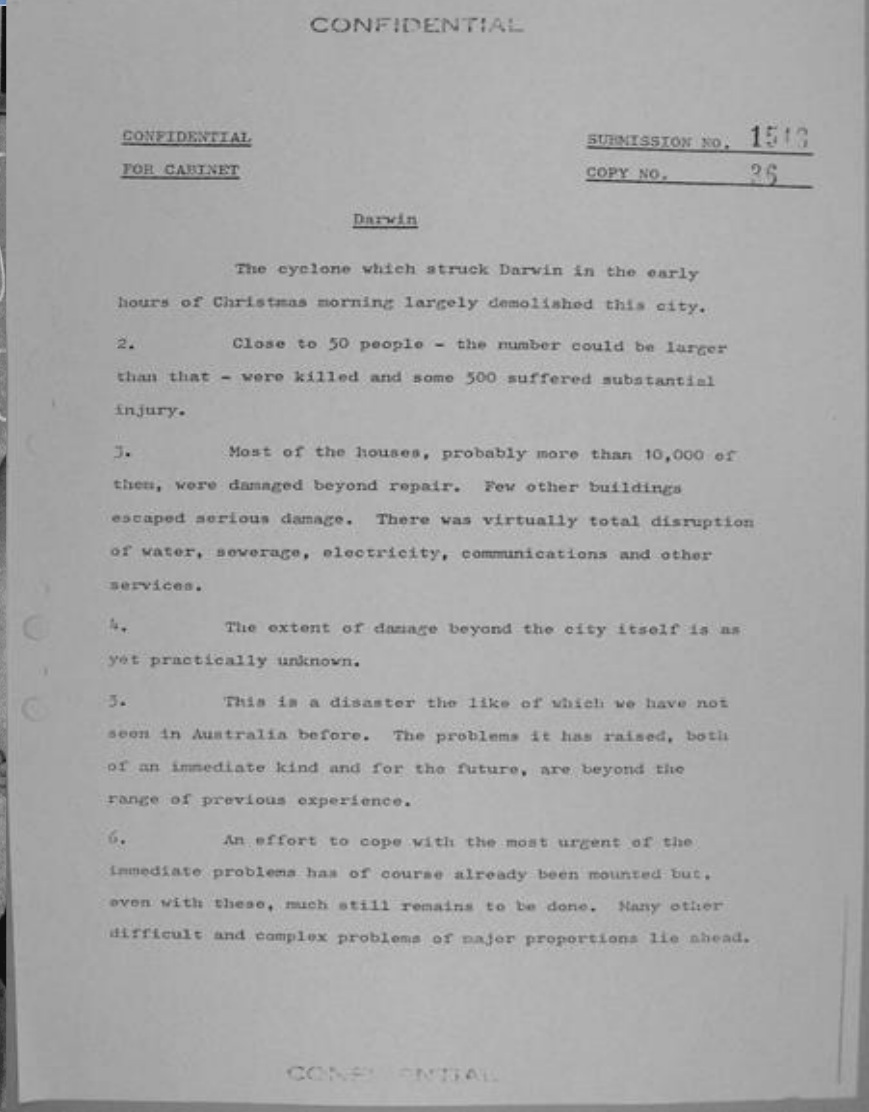 CONFIDENTIAL
CONFIDENTIAL
SUBMISSION NO.
FOR CABINET
COPY NO.
Darwin
The cyclone which struck Darwin in the early
hours of Christmas morning largely demolished this city.
2. Close to 50 people - the number could be larger
than that - were killed and some 500 suffered substantial
injury.
3. Most of the houses, probably more than 10,000 of
them, were damaged beyond repair. Few other buildings
escaped serious damage. There was virtually total disruption
of water, sewerage, electricity, communications and other
services.
4. The extent of damage beyond the city itself is as
yet practically unknown.
5. This is a disaster the like of which we have not
seen in Australia before. The problems it has raised, both
of an immediate kind and for the future, are beyond the
range of previous experience.
6. An effort to cope with the most urgent of the
immediate problems has of course already been mounted but,
even with these, much still remains to be done. Many other
difficult and complex problems of major proportions lie ahead.
CONFIDENTIAL